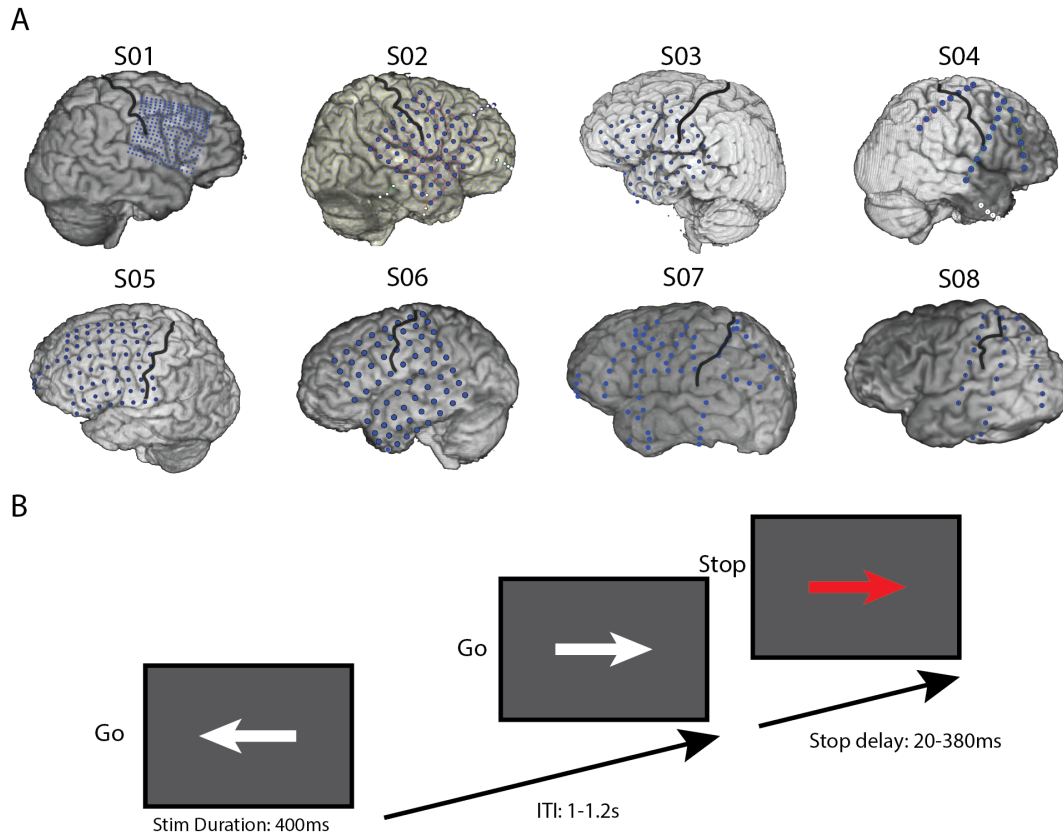 A
S01
S02
S03
S04
S05
S06
S07
S08
B
Stop
Go
Go
Stop delay: 20-380ms
ITI: 1-1.2s
Stim Duration: 400ms